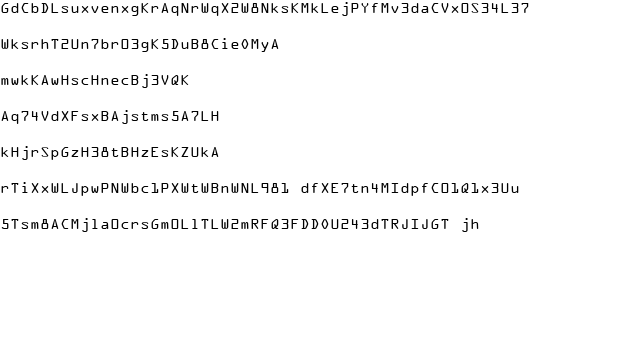 GdCbDLsuxvenxgKrAqNrWqX2W8NksKMkLejPYfMv3daCVxOS34L37
WksrhT2Un7brO3gK5DuB8Cie0MyA
mwkKAwHscHnecBj3VQK
Aq74VdXFsxBAjstms5A7LH
kHjrSpGzH38tBHzEsKZUkA
rTiXxWLJpwPNWbc1PXWtWBnWNL981 dfXE7tn4MIdpfCO1Q1x3Uu
5Tsm8ACMjlaOcrsGmOL1TLW2mRFQ3FDD0U243dTRJIJGT jh